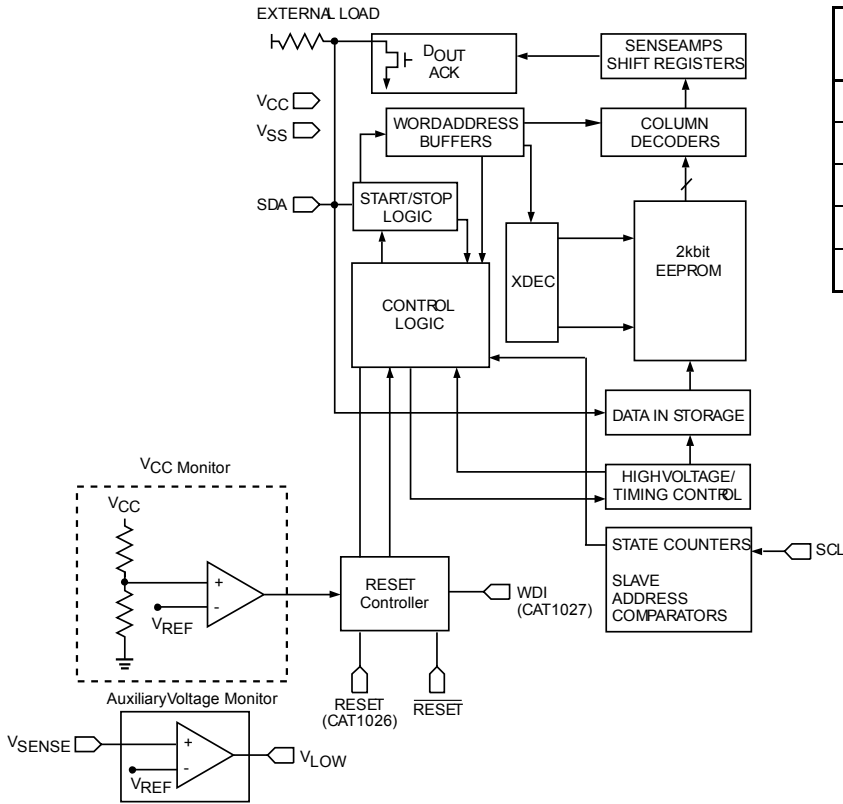 EXTERNAL LOAD
DOUT
ACK
SENSEAMPS
SHIFT REGISTERS
VCC
VSS
WORDADDRESS
BUFFERS
COLUMN
DECODERS
SDA
START/STOP
LOGIC
XDEC
2kbit
EEPROM
CONTROL
LOGIC
DATA IN STORAGE
HIGHVOLTAGE/
TIMING CONTROL
VCC Monitor
VCC
+
VREF
-
RESET
Controller
WDI
(CAT1027)
STATE COUNTERS
SLAVE
ADDRESS
COMPARATORS
SCL
RESET
(CAT1026)
RESET
AuxiliaryVoltage Monitor
VSENSE
+
VREF
-
VLOW